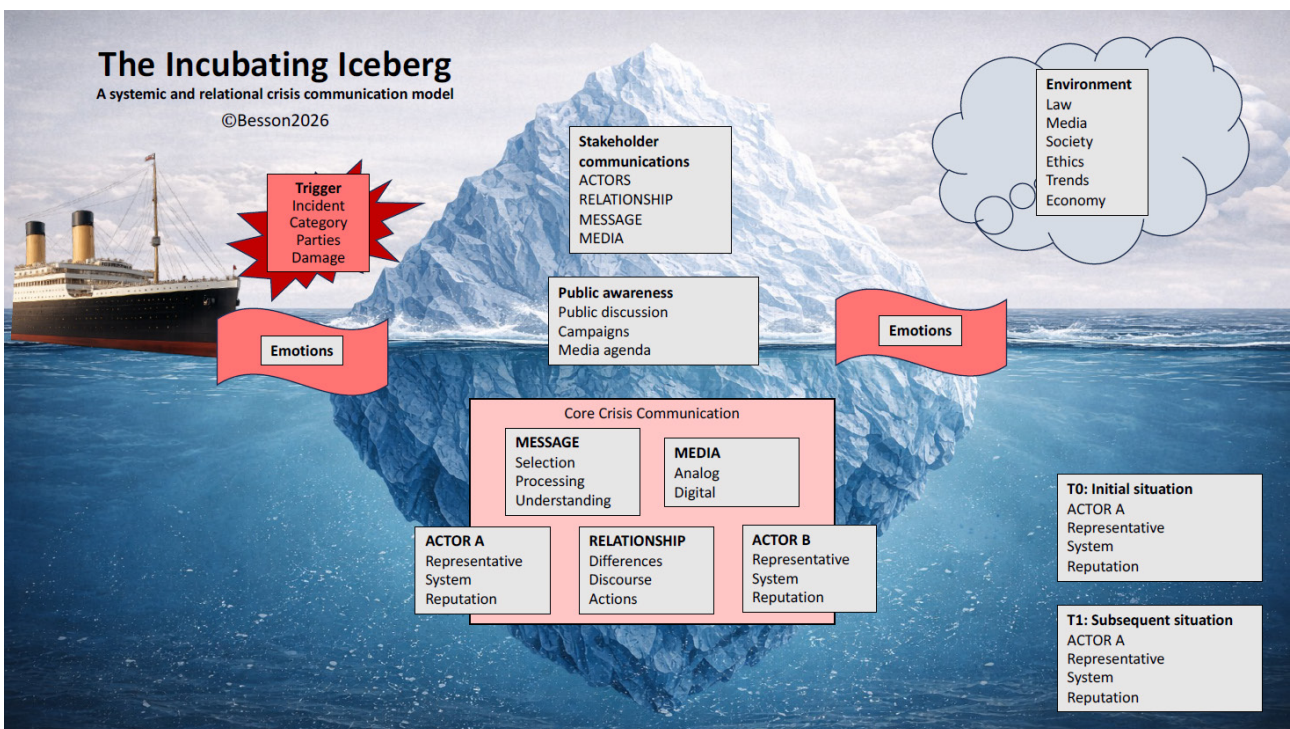 The Incubating Iceberg
A systemic and relational crisis communication model
©Besson2026
Trigger
Incident
Category
Parties
Damage
Stakeholder
communications
ACTORS
RELATIONSHIP
MESSAGE
MEDIA
Environment
Law
Media
Society
Ethics
Trends
Economy
Public awareness
Public discussion
Campaigns
Media agenda
Emotions
Emotions
Core Crisis Communication
MESSAGE
Selection
Processing
Understanding
MEDIA
Analog
Digital
ACTOR A
Representative
System
Reputation
RELATIONSHIP
Differences
Discourse
Actions
ACTOR B
Representative
System
Reputation
T0: Initial situation
ACTOR A
Representative
System
Reputation
T1: Subsequent situation
ACTOR A
Representative
System
Reputation